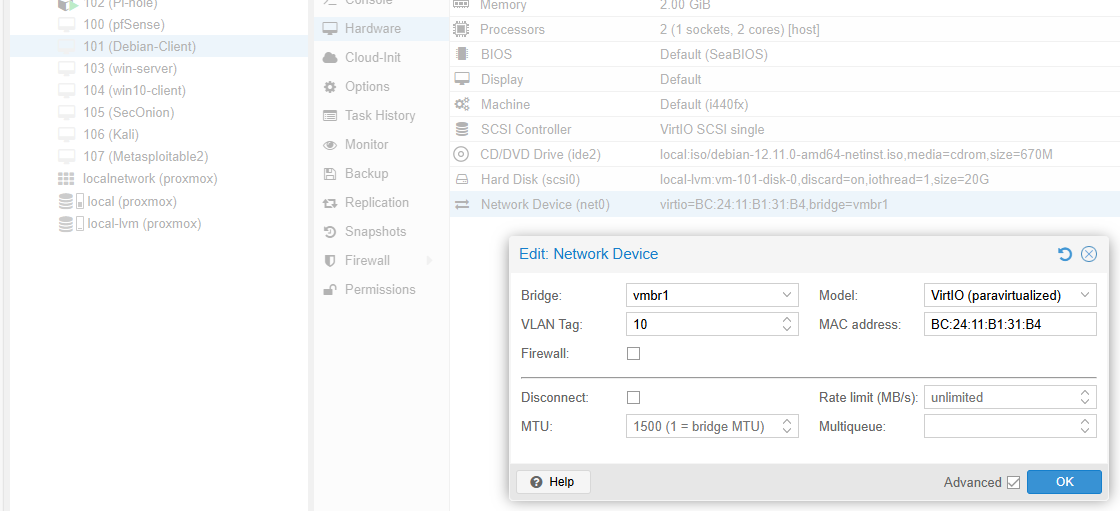 102 (Pi-hole)
100 (pfSense)
101 (Debian-Client)
103 (win-server)
104 (win10-client)
105 (SecOnion)
106 (Kali)
107 (Metasploitable2)
localnetwork (proxmox)
local (proxmox)
local-lvm (proxmox)
Console
Hardware
Cloud-Init
Options
Task History
Monitor
Backup
Replication
Snapshots
Firewall
Permissions
Memory 2.00 GiB
Processors 2 (1 sockets, 2 cores) [host]
BIOS Default (SeaBIOS)
Display Default
Machine Default (i440fx)
SCSI Controller VirtIO SCSI single
CD/DVD Drive (ide2) local:iso/debian-12.11.0-amd64-netinst.iso,media=cdrom,size=670M
Hard Disk (scsi0) local-lvm:vm-101-disk-0,discard=on,iothread=1,size=20G
Network Device (net0) virtio=BC:24:11:B1:31:B4,bridge=vmbr1
Edit: Network Device
Bridge: vmbr1 Model: VirtIO (paravirtualized)
VLAN Tag: 10 MAC address: BC:24:11:B1:31:B4
Firewall:
Disconnect: Rate limit (MB/s): unlimited
MTU: 1500 (1 = bridge MTU) Multiqueue:
Help Advanced OK